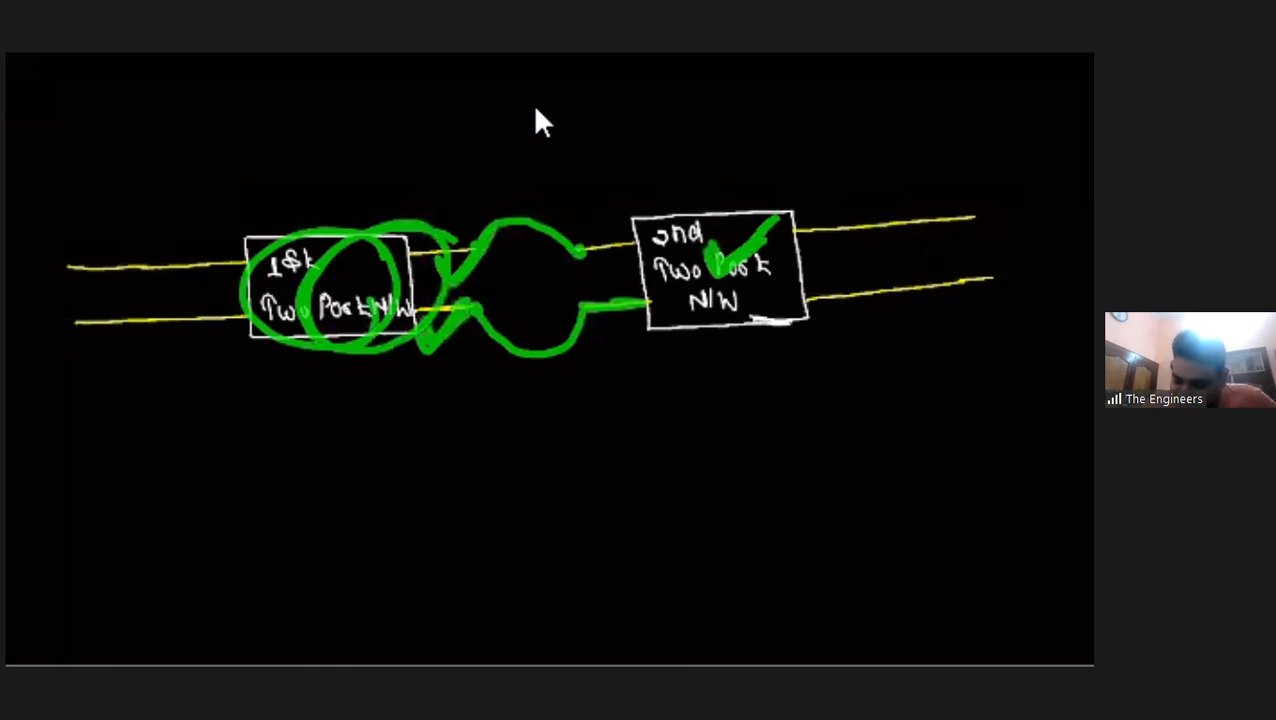 1st
Two Port N/W
2nd
Two Port
N/W
The Engineers